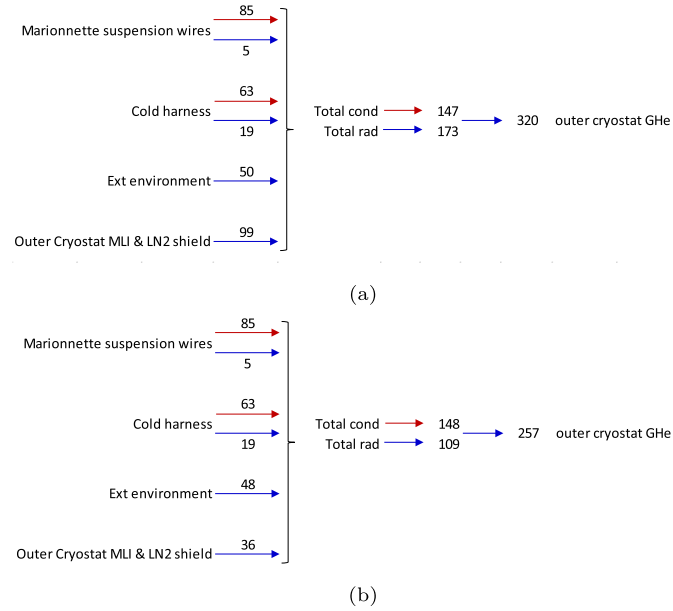 85
Marionnette suspension wires
5
63
Cold harness
19
Total cond 147
Total rad 173
320 outer cryostat GHe
50
Ext environment
99
Outer Cryostat MLI & LN2 shield
(a)
85
Marionnette suspension wires
5
63
Cold harness
19
Total cond 148
Total rad 109
257 outer cryostat GHe
48
Ext environment
36
Outer Cryostat MLI & LN2 shield
(b)